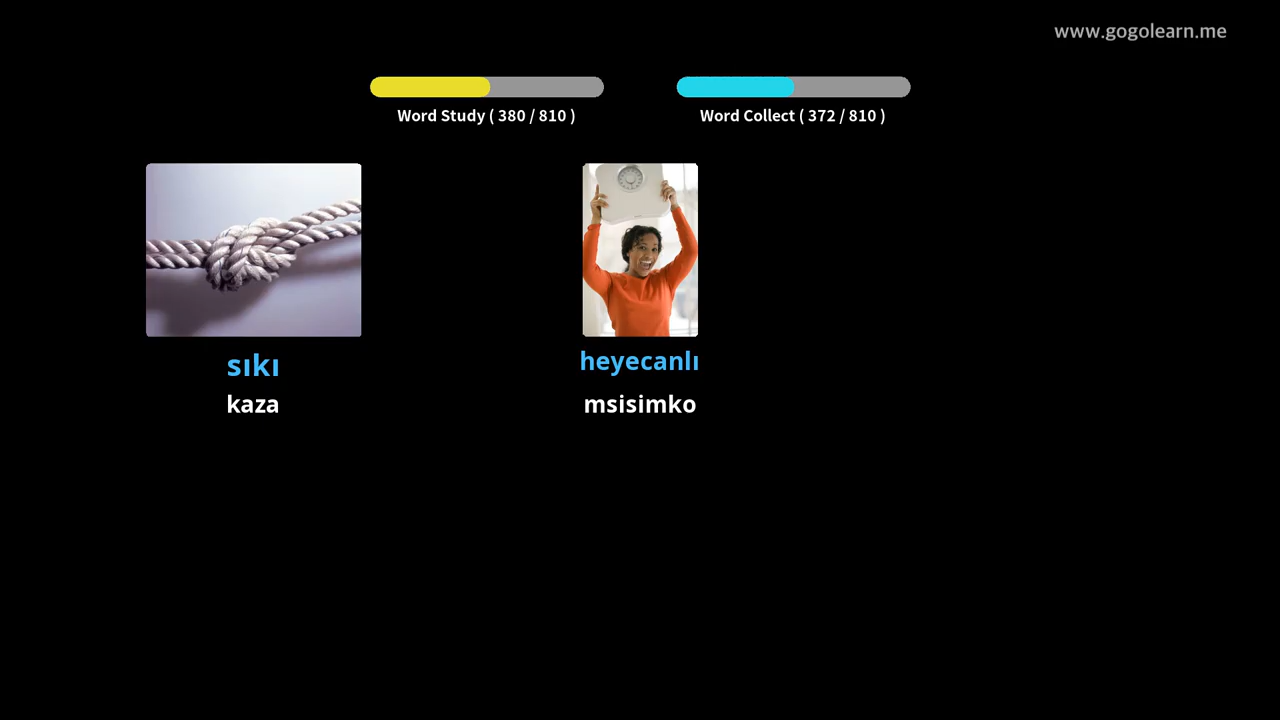 www.gogolearn.me
Word Study ( 380 / 810 )
Word Collect ( 372 / 810 )
sıkı
kaza
heyecanlı
msisimko